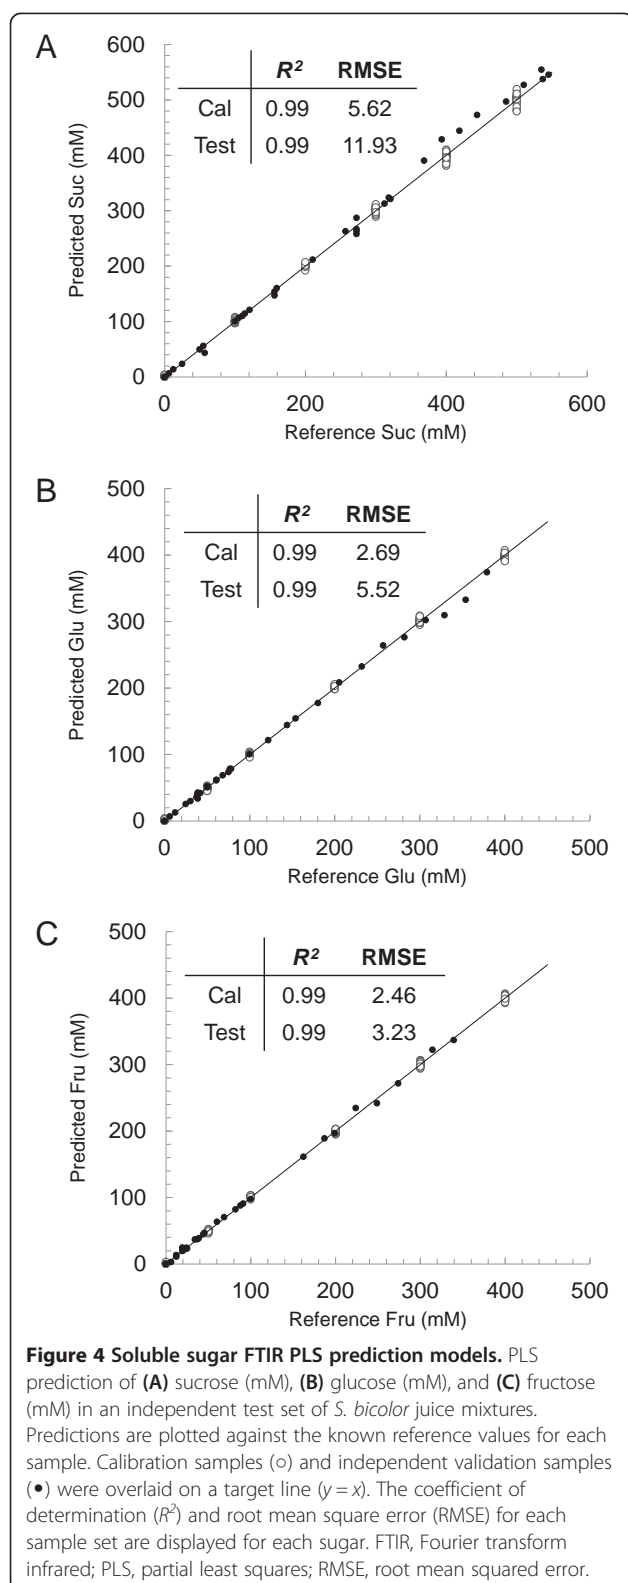 A
600
500
400
300
200
100
0
Predicted Suc (mM)
R² RMSE
Cal 0.99 5.62
Test 0.99 11.93
0 200 400 600
Reference Suc (mM)
B
500
400
300
200
100
0
Predicted Glu (mM)
R² RMSE
Cal 0.99 2.69
Test 0.99 5.52
0 100 200 300 400 500
Reference Glu (mM)
C
500
400
300
200
100
0
Predicted Fru (mM)
R² RMSE
Cal 0.99 2.46
Test 0.99 3.23
0 100 200 300 400 500
Reference Fru (mM)
Figure 4 Soluble sugar FTIR PLS prediction models. PLS
prediction of (A) sucrose (mM), (B) glucose (mM), and (C) fructose
(mM) in an independent test set of S. bicolor juice mixtures.
Predictions are plotted against the known reference values for each
sample. Calibration samples (○) and independent validation samples
(●) were overlaid on a target line (y = x). The coefficient of
determination (R²) and root mean square error (RMSE) for each
sample set are displayed for each sugar. FTIR, Fourier transform
infrared; PLS, partial least squares; RMSE, root mean squared error.